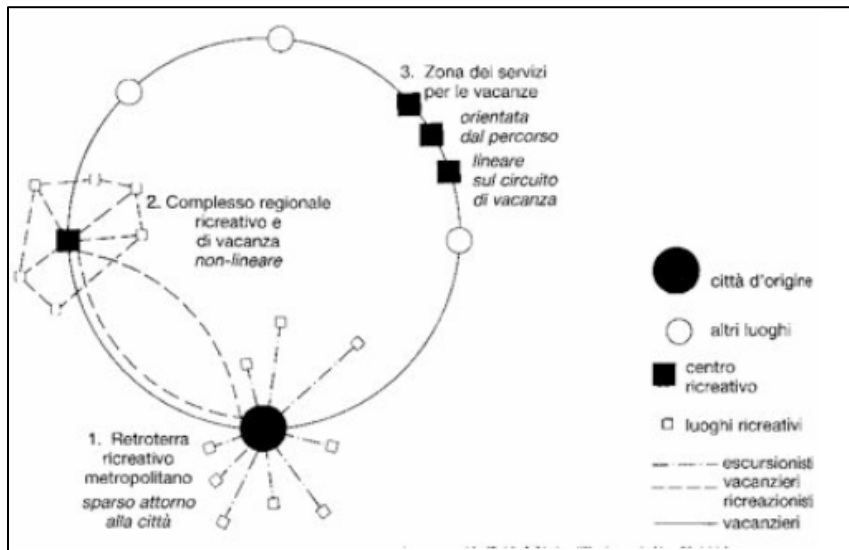 3. Zona dei servizi
per le vacanze
orientata
dal percorso
lineare
sul circuito
di vacanza
2. Complesso regionale
ricreativo e
di vacanza
non-lineare
1. Retroterra
ricreativo
metropolitano
sparso attorno
alla città
città d'origine
altri luoghi
centro
ricreativo
luoghi ricreativi
escursionisti
vacanzieri
ricreazionisti
vacanzieri